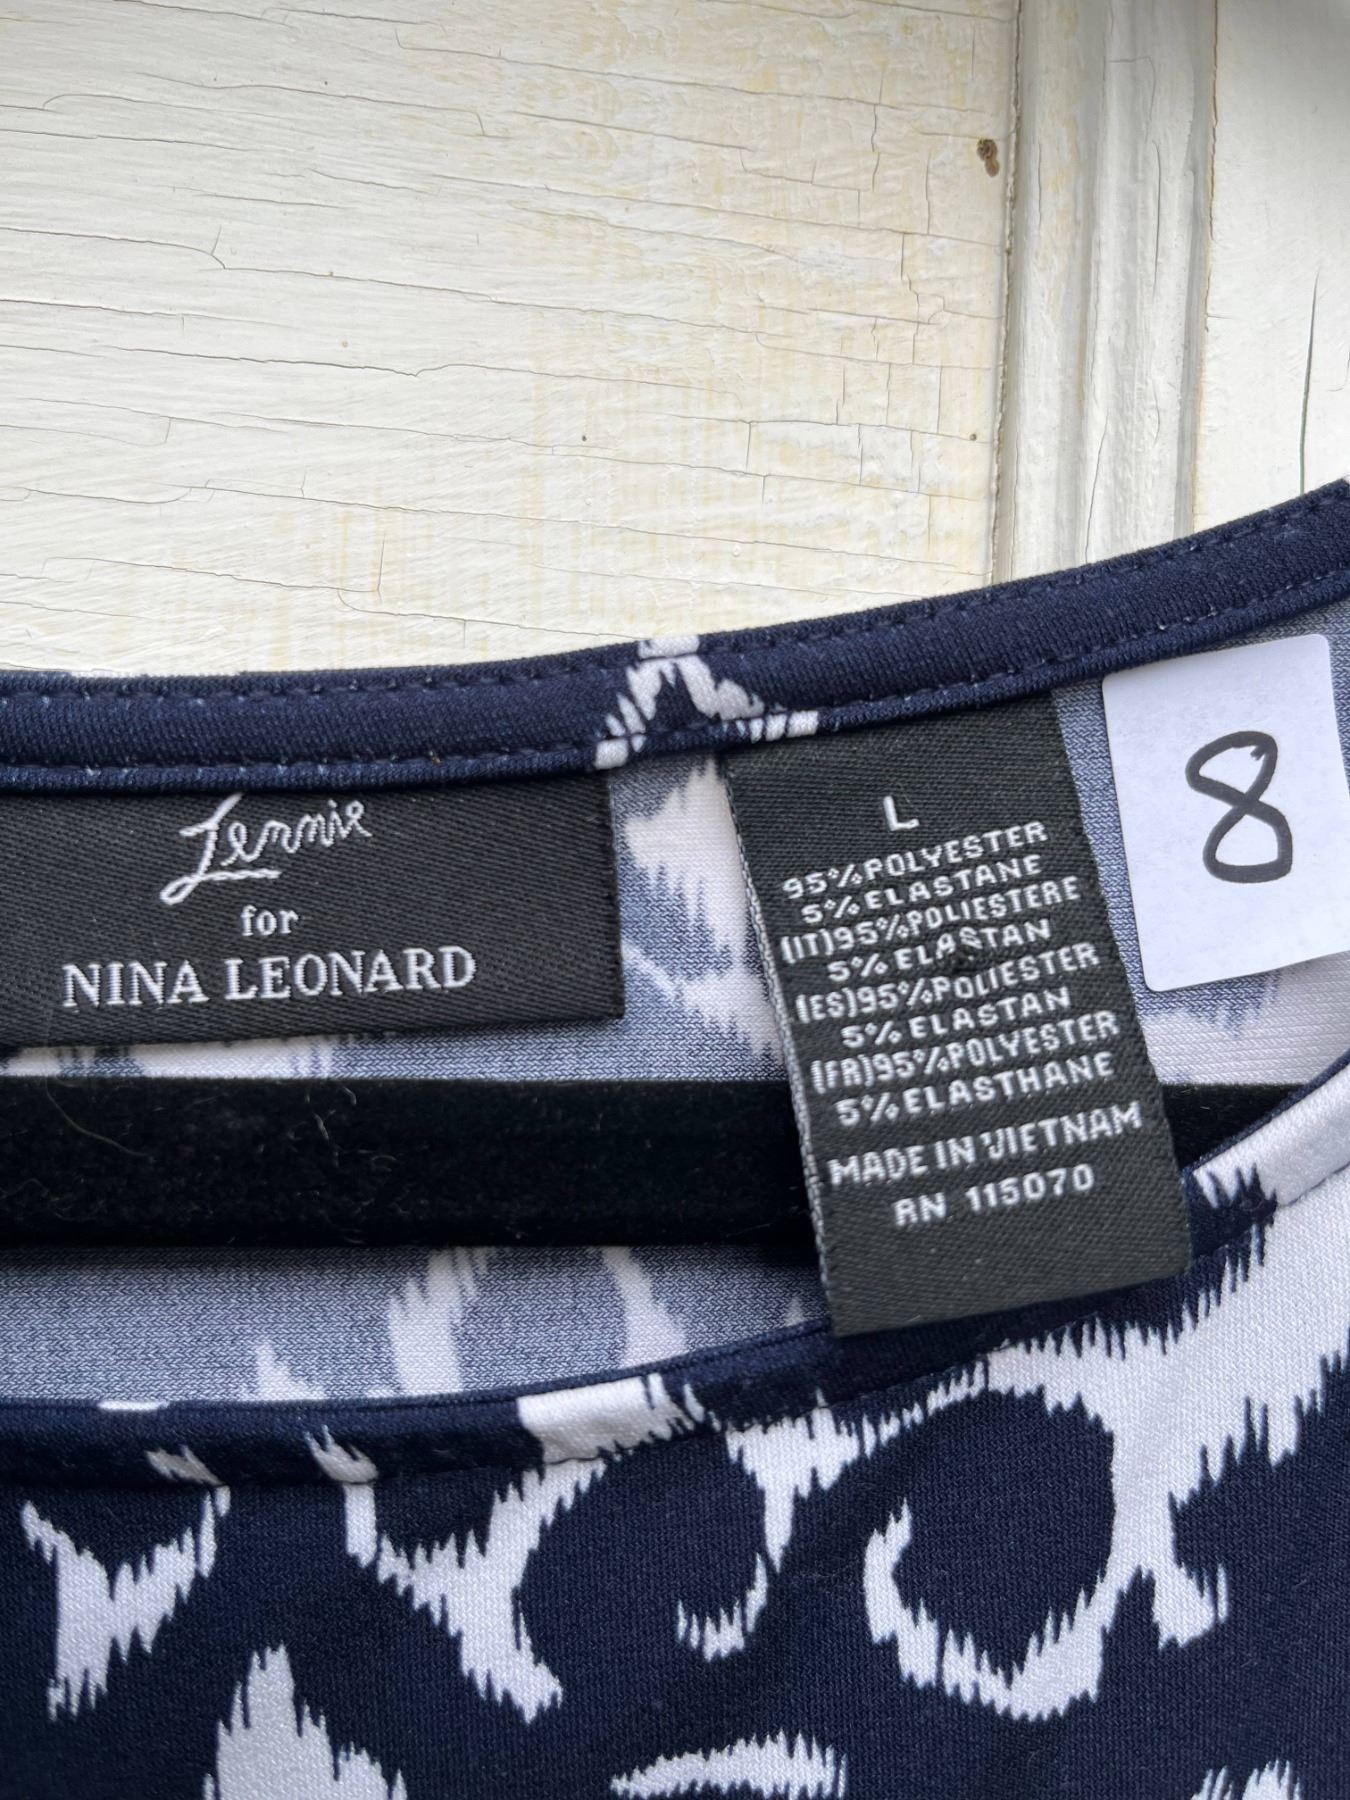 Lennie
for
NINA LEONARD
L
95%POLYESTER
5%ELASTANE
(IT)95%POLIESTERE
5%ELASTAN
(ES)95%POLIESTER
5%ELASTAN
(FR)95%POLYESTER
5%ELASTHANE
MADE IN VIETNAM
RN 115070
8